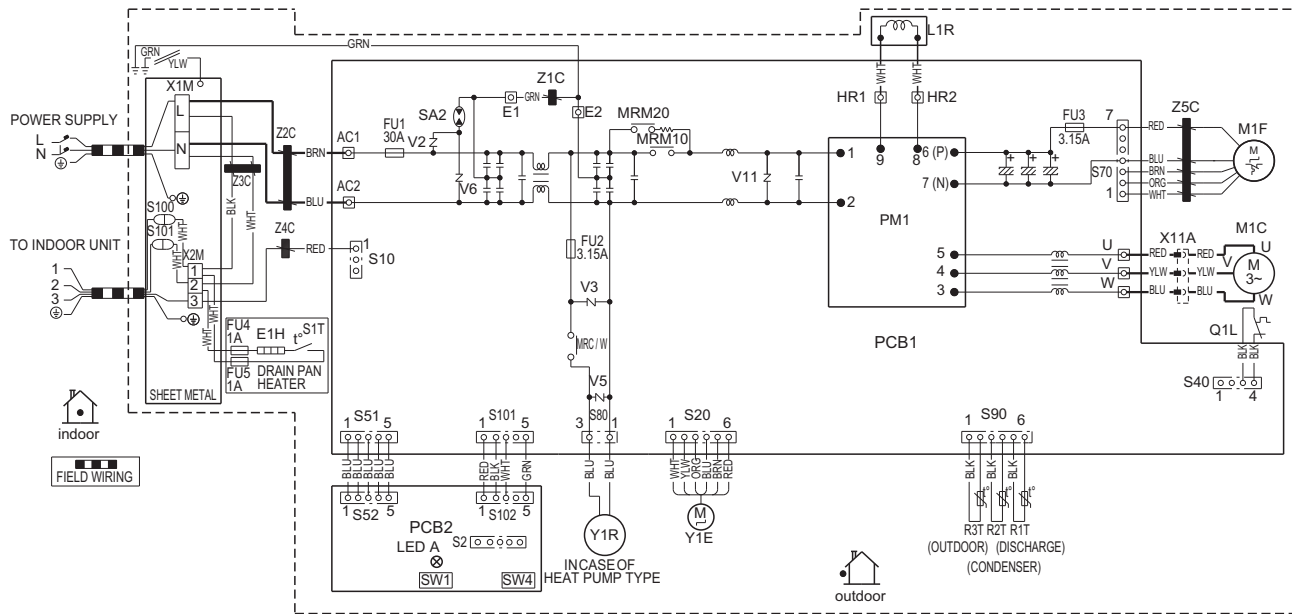 GRN
GRN
YLW
X1M
POWER SUPPLY
L
N
L
N
Z2C
Z3C
BLK
WHT
BRN
BLU
AC1
AC2
FU1
30A
V2
SA2
V6
E1
GRN
Z1C
E2
MRM20
MRM10
V11
L1R
WHT
WHT
HR1
HR2
9
8
1
2
6 (P)
7 (N)
PM1
5
4
3
FU3
3.15A
7
S70
1
RED
BLU
BRN
ORG
WHT
Z5C
M1F
M
S100
S101
WHT
WHT
X2M
1
2
3
TO INDOOR UNIT
1
2
3
Z4C
RED
1
S10
FU2
3.15A
V3
MRC / W
V5
U
V
W
X11A
RED
YLW
BLU
RED
YLW
BLU
M1C
U
V
W
M
3~
Q1L
BLK
BLK
S40
1
4
PCB1
WHT
WHT
FU4
1A
E1H
t°
S1T
FU5
1A
DRAIN PAN
HEATER
SHEET METAL
indoor
FIELD WIRING
S51
1
5
BLU
BLU
BLU
BLU
BLU
1
5
S52
S101
1
5
RED
BLK
WHT
GRN
1
5
S102
PCB2
LED A
S2
SW1
SW4
S80
3
1
BLU
BLU
Y1R
IN CASE OF
HEAT PUMP TYPE
S20
1
6
WHT
YLW
ORG
BLU
BRN
RED
M
Y1E
S90
1
6
BLK
BLK
BLK
t°
t°
t°
R3T
R2T
R1T
(OUTDOOR)
(DISCHARGE)
(CONDENSER)
outdoor